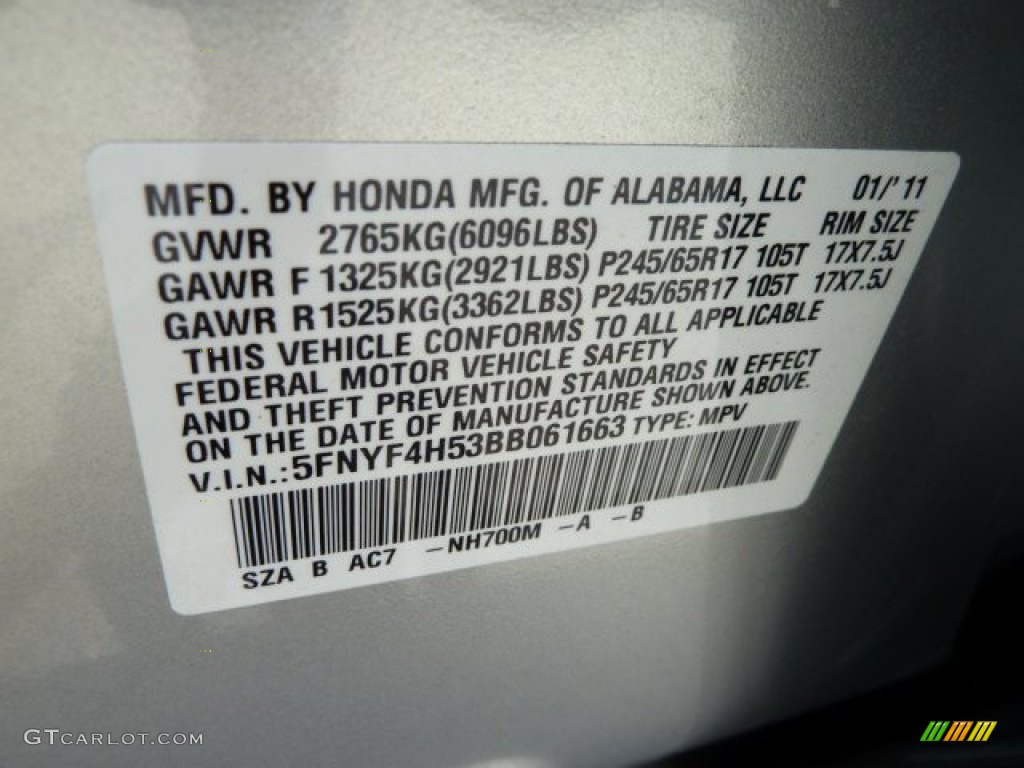 MFD. BY HONDA MFG. OF ALABAMA, LLC 01/'11
GVWR 2765KG(6096LBS) TIRE SIZE RIM SIZE
GAWR F 1325KG(2921LBS) P245/65R17 105T 17X7.5J
GAWR R1525KG(3362LBS) P245/65R17 105T 17X7.5J
THIS VEHICLE CONFORMS TO ALL APPLICABLE
FEDERAL MOTOR VEHICLE SAFETY
AND THEFT PREVENTION STANDARDS IN EFFECT
ON THE DATE OF MANUFACTURE SHOWN ABOVE.
V.I.N.:5FNYF4H53BB061663 TYPE: MPV
SZA B AC7 -NH700M -A -B
GTCARLOT.COM